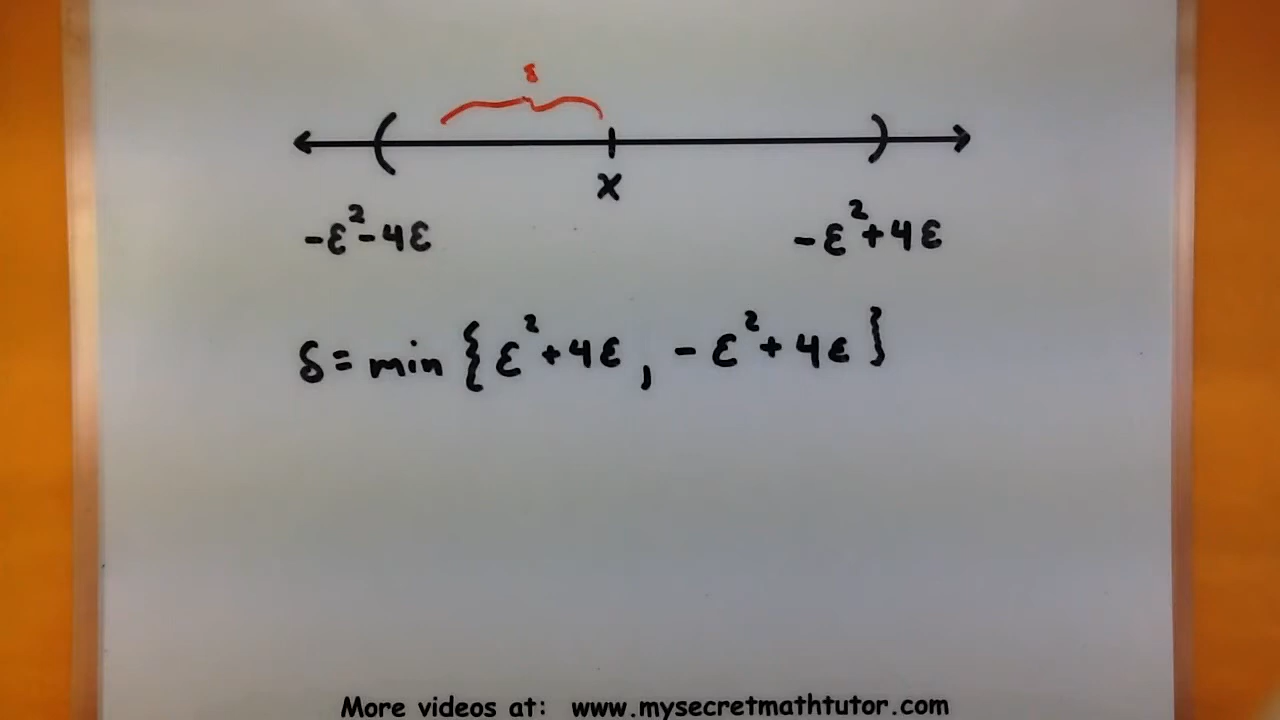 δ
x
-ε²-4ε -ε²+4ε
δ = min { ε²+4ε , -ε²+4ε }
More videos at: www.mysecretmathtutor.com